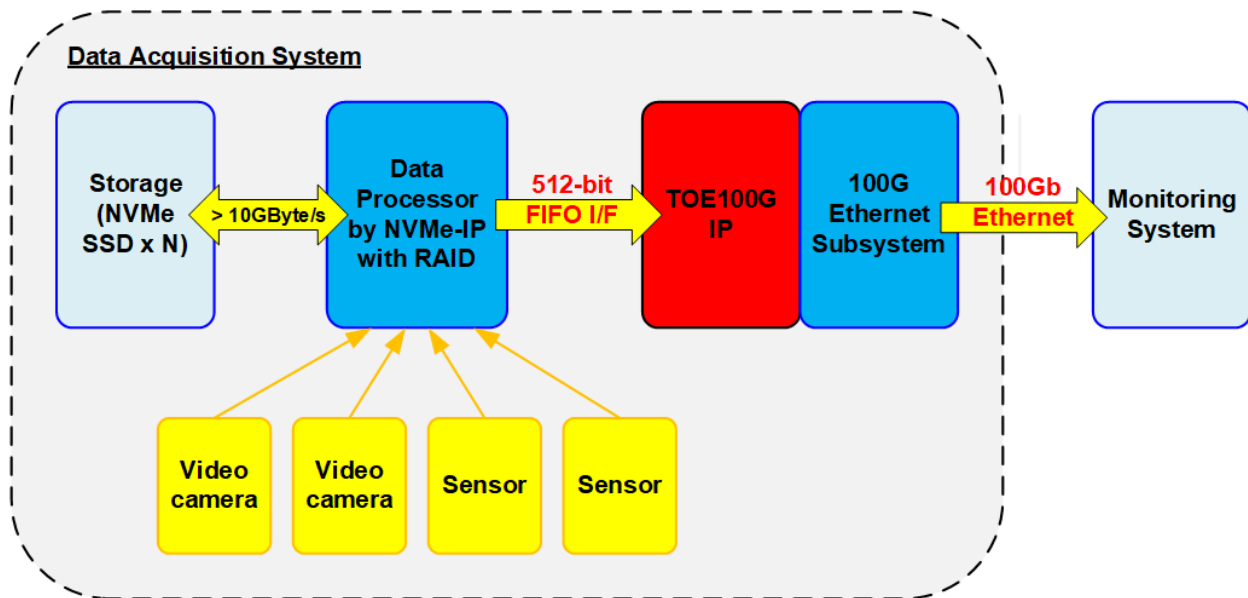 Data Acquisition System
Storage
(NVMe
SSD x N)
> 10GByte/s
Data
Processor
by NVMe-IP
with RAID
512-bit
FIFO I/F
TOE100G
IP
100G
Ethernet
Subsystem
100Gb
Ethernet
Monitoring
System
Video
camera
Video
camera
Sensor
Sensor